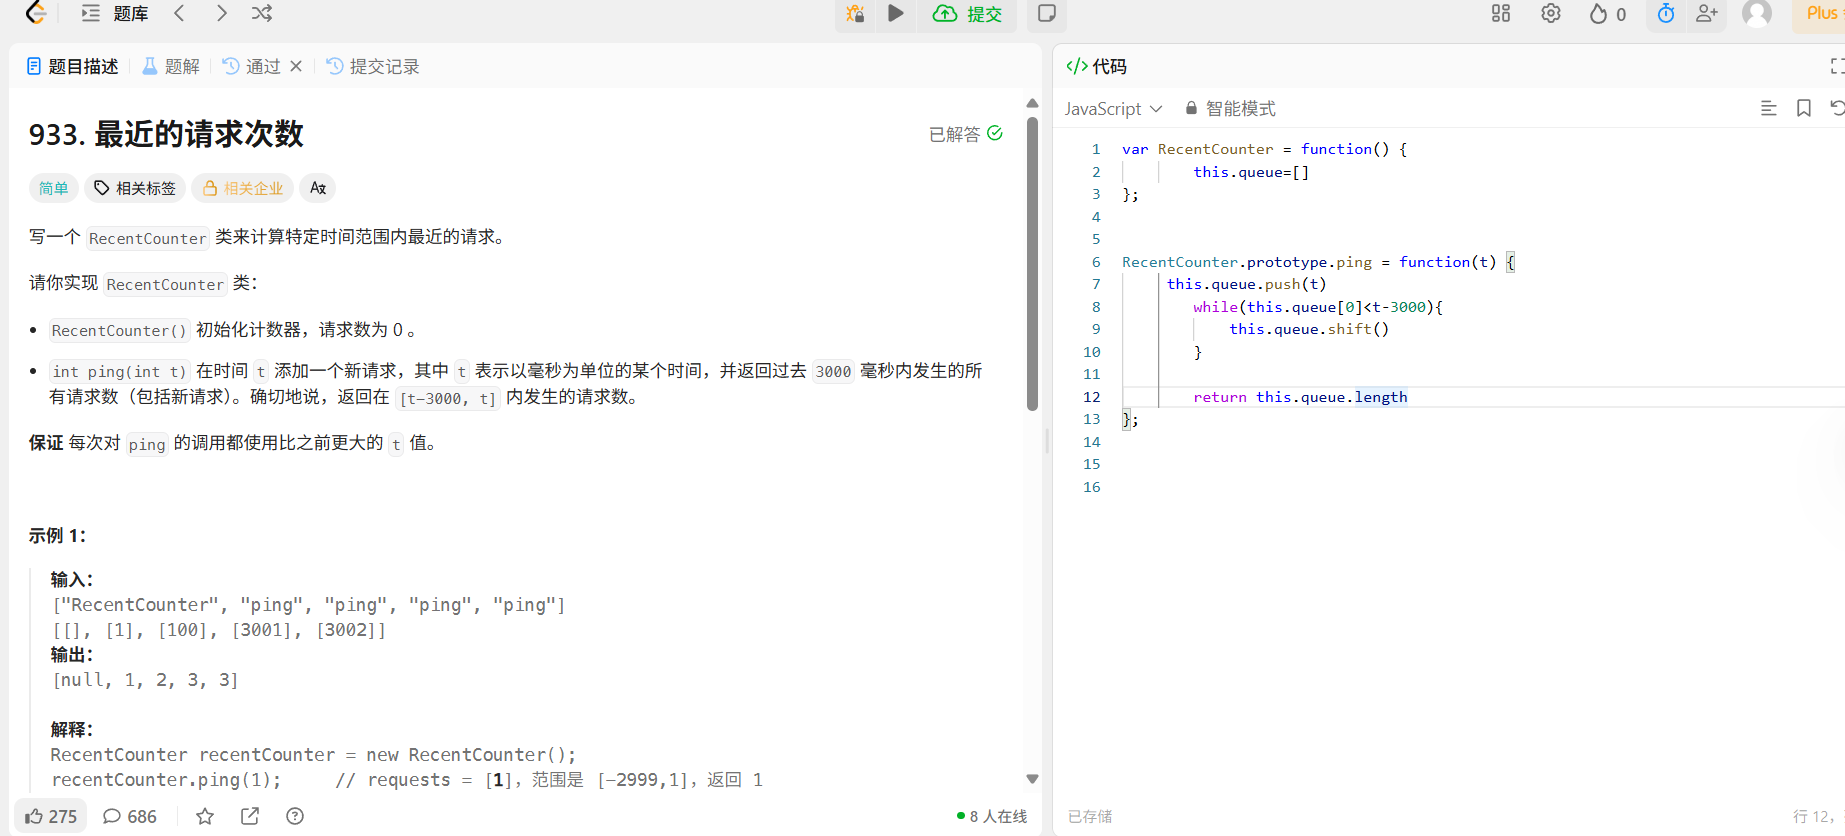 题库
提交
0
Plus
题目描述
题解
通过
提交记录
933. 最近的请求次数
已解答
简单
相关标签
相关企业
写一个 RecentCounter 类来计算特定时间范围内最近的请求。
请你实现 RecentCounter 类：
RecentCounter() 初始化计数器，请求数为 0 。
int ping(int t) 在时间 t 添加一个新请求，其中 t 表示以毫秒为单位的某个时间，并返回过去 3000 毫秒内发生的所
有请求数（包括新请求）。确切地说，返回在 [t-3000, t] 内发生的请求数。
保证 每次对 ping 的调用都使用比之前更大的 t 值。
示例 1：
输入：
["RecentCounter", "ping", "ping", "ping", "ping"]
[[], [1], [100], [3001], [3002]]
输出：
[null, 1, 2, 3, 3]
解释：
RecentCounter recentCounter = new RecentCounter();
recentCounter.ping(1);     // requests = [1]，范围是 [-2999,1]，返回 1
275
686
8 人在线
代码
JavaScript
智能模式
1 var RecentCounter = function() {
2 this.queue=[]
3 };
4
5
6 RecentCounter.prototype.ping = function(t) {
7 this.queue.push(t)
8 while(this.queue[0]<t-3000){
9 this.queue.shift()
10 }
11
12 return this.queue.length
13 };
14
15
16
已存储
行 12，